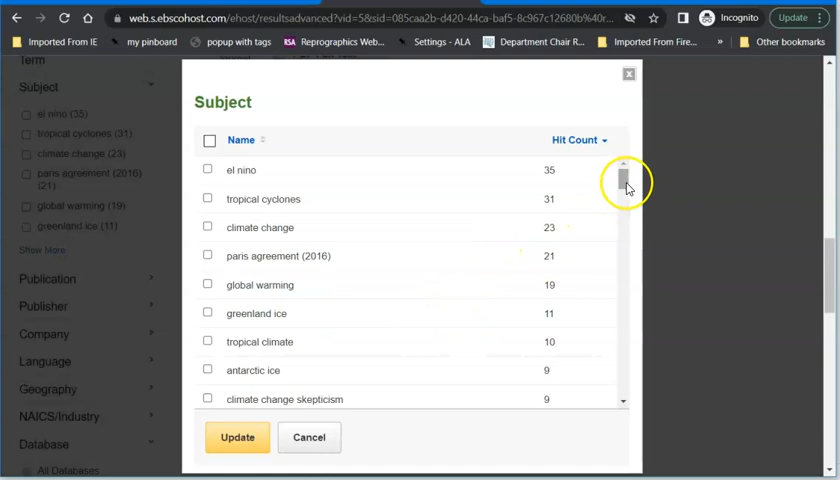 web.s.ebscohost.com/ehost/resultsadvanced?vid=5&sid=085caa2b-d420-44ca-baf5-8c967c12680b%40r... Incognito Update
Imported From IE my pinboard popup with tags RSA Reprographics Web... Settings - ALA Department Chair R... Imported From Fire... » Other bookmarks
Term
Subject
el nino (35)
tropical cyclones (31)
climate change (23)
paris agreement (2016)
(21)
global warming (19)
greenland ice (11)
Show More
Publication
Publisher
Company
Language
Geography
NAICS/Industry
Database
All Databases
x
Subject
Name Hit Count
el nino 35
tropical cyclones 31
climate change 23
paris agreement (2016) 21
global warming 19
greenland ice 11
tropical climate 10
antarctic ice 9
climate change skepticism 9
Update Cancel